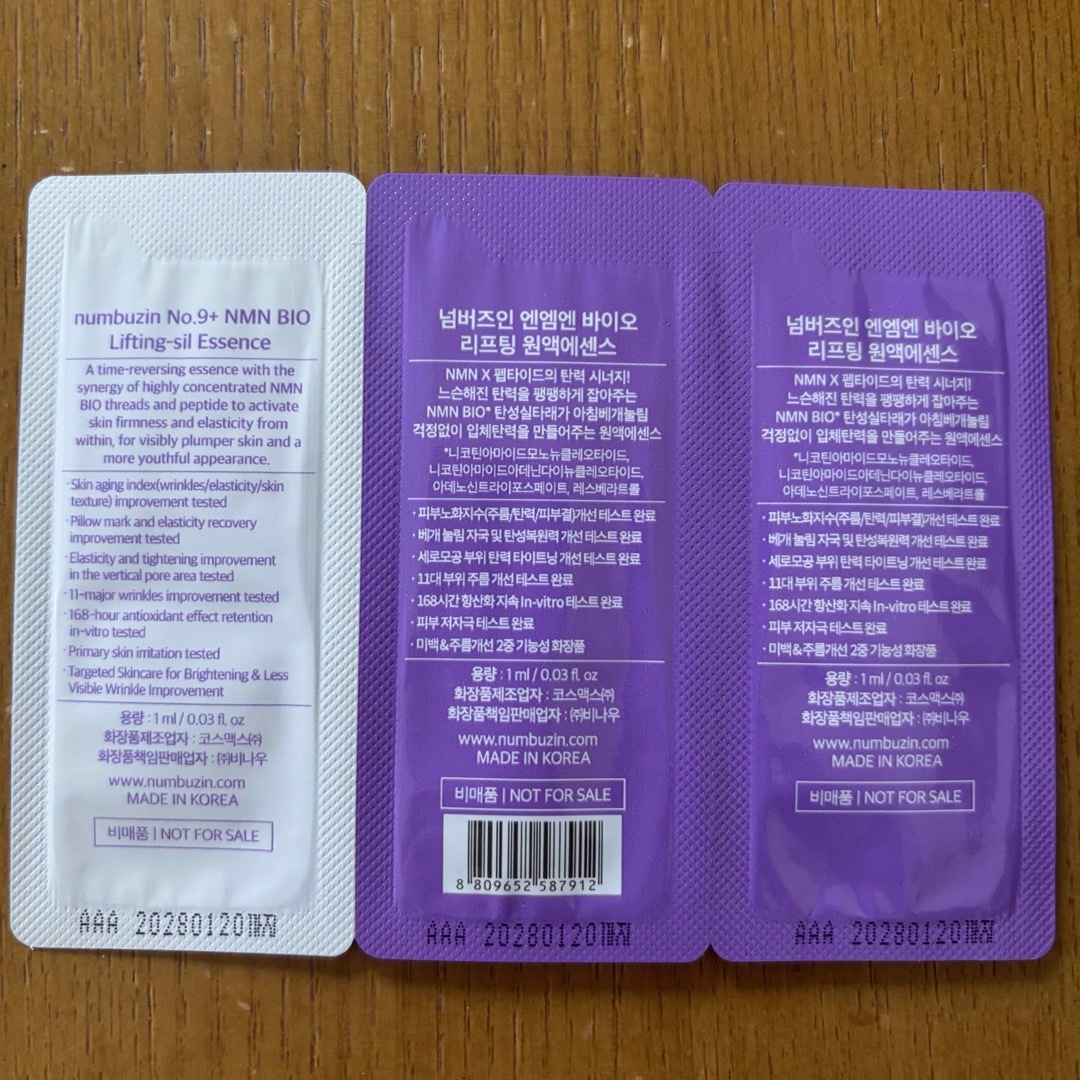 numbuzin No.9+ NMN BIO
Lifting-sil Essence
A time-reversing essence with the
synergy of highly concentrated NMN
BIO threads and peptide to activate
skin firmness and elasticity from
within, for visibly plumper skin and a
more youthful appearance.
· Skin aging index(wrinkles/elasticity/skin
texture) improvement tested
· Pillow mark and elasticity recovery
improvement tested
· Elasticity and tightening improvement
in the vertical pore area tested
· 11-major wrinkles improvement tested
· 168-hour antioxidant effect retention
in-vitro tested
· Primary skin irritation tested
· Targeted Skincare for Brightening & Less
Visible Wrinkle Improvement
용량 : 1 ml / 0.03 fl. oz
화장품제조업자 : 코스맥스㈜
화장품책임판매업자 : ㈜비나우
www.numbuzin.com
MADE IN KOREA
비매품 | NOT FOR SALE
AAA 20280120까지
넘버즈인 엔엠엔 바이오
리프팅 원액에센스
NMN X 펩타이드의 탄력 시너지!
느슨해진 탄력을 팽팽하게 잡아주는
NMN BIO* 탄성실타래가 아침베개눌림
걱정없이 입체탄력을 만들어주는 원액에센스
*니코틴아마이드모노뉴클레오타이드,
니코틴아마이드아데닌다이뉴클레오타이드,
아데노신트라이포스페이트, 레스베라트롤
· 피부노화지수(주름/탄력/피부결)개선 테스트 완료
· 베개 눌림 자국 및 탄성복원력 개선 테스트 완료
· 세로모공 부위 탄력 타이트닝 개선 테스트 완료
· 11대 부위 주름 개선 테스트 완료
· 168시간 항산화 지속 In-vitro 테스트 완료
· 피부 저자극 테스트 완료
· 미백&주름개선 2중 기능성 화장품
용량 : 1 ml / 0.03 fl. oz
화장품제조업자 : 코스맥스㈜
화장품책임판매업자 : ㈜비나우
www.numbuzin.com
MADE IN KOREA
비매품 | NOT FOR SALE
8 809652 587912
AAA 20280120까지
넘버즈인 엔엠엔 바이오
리프팅 원액에센스
NMN X 펩타이드의 탄력 시너지!
느슨해진 탄력을 팽팽하게 잡아주는
NMN BIO* 탄성실타래가 아침베개눌림
걱정없이 입체탄력을 만들어주는 원액에센스
*니코틴아마이드모노뉴클레오타이드,
니코틴아마이드아데닌다이뉴클레오타이드,
아데노신트라이포스페이트, 레스베라트롤
· 피부노화지수(주름/탄력/피부결)개선 테스트 완료
· 베개 눌림 자국 및 탄성복원력 개선 테스트 완료
· 세로모공 부위 탄력 타이트닝 개선 테스트 완료
· 11대 부위 주름 개선 테스트 완료
· 168시간 항산화 지속 In-vitro 테스트 완료
· 피부 저자극 테스트 완료
· 미백&주름개선 2중 기능성 화장품
용량 : 1 ml / 0.03 fl. oz
화장품제조업자 : 코스맥스㈜
화장품책임판매업자 : ㈜비나우
www.numbuzin.com
MADE IN KOREA
비매품 | NOT FOR SALE
AAA 20280120까지